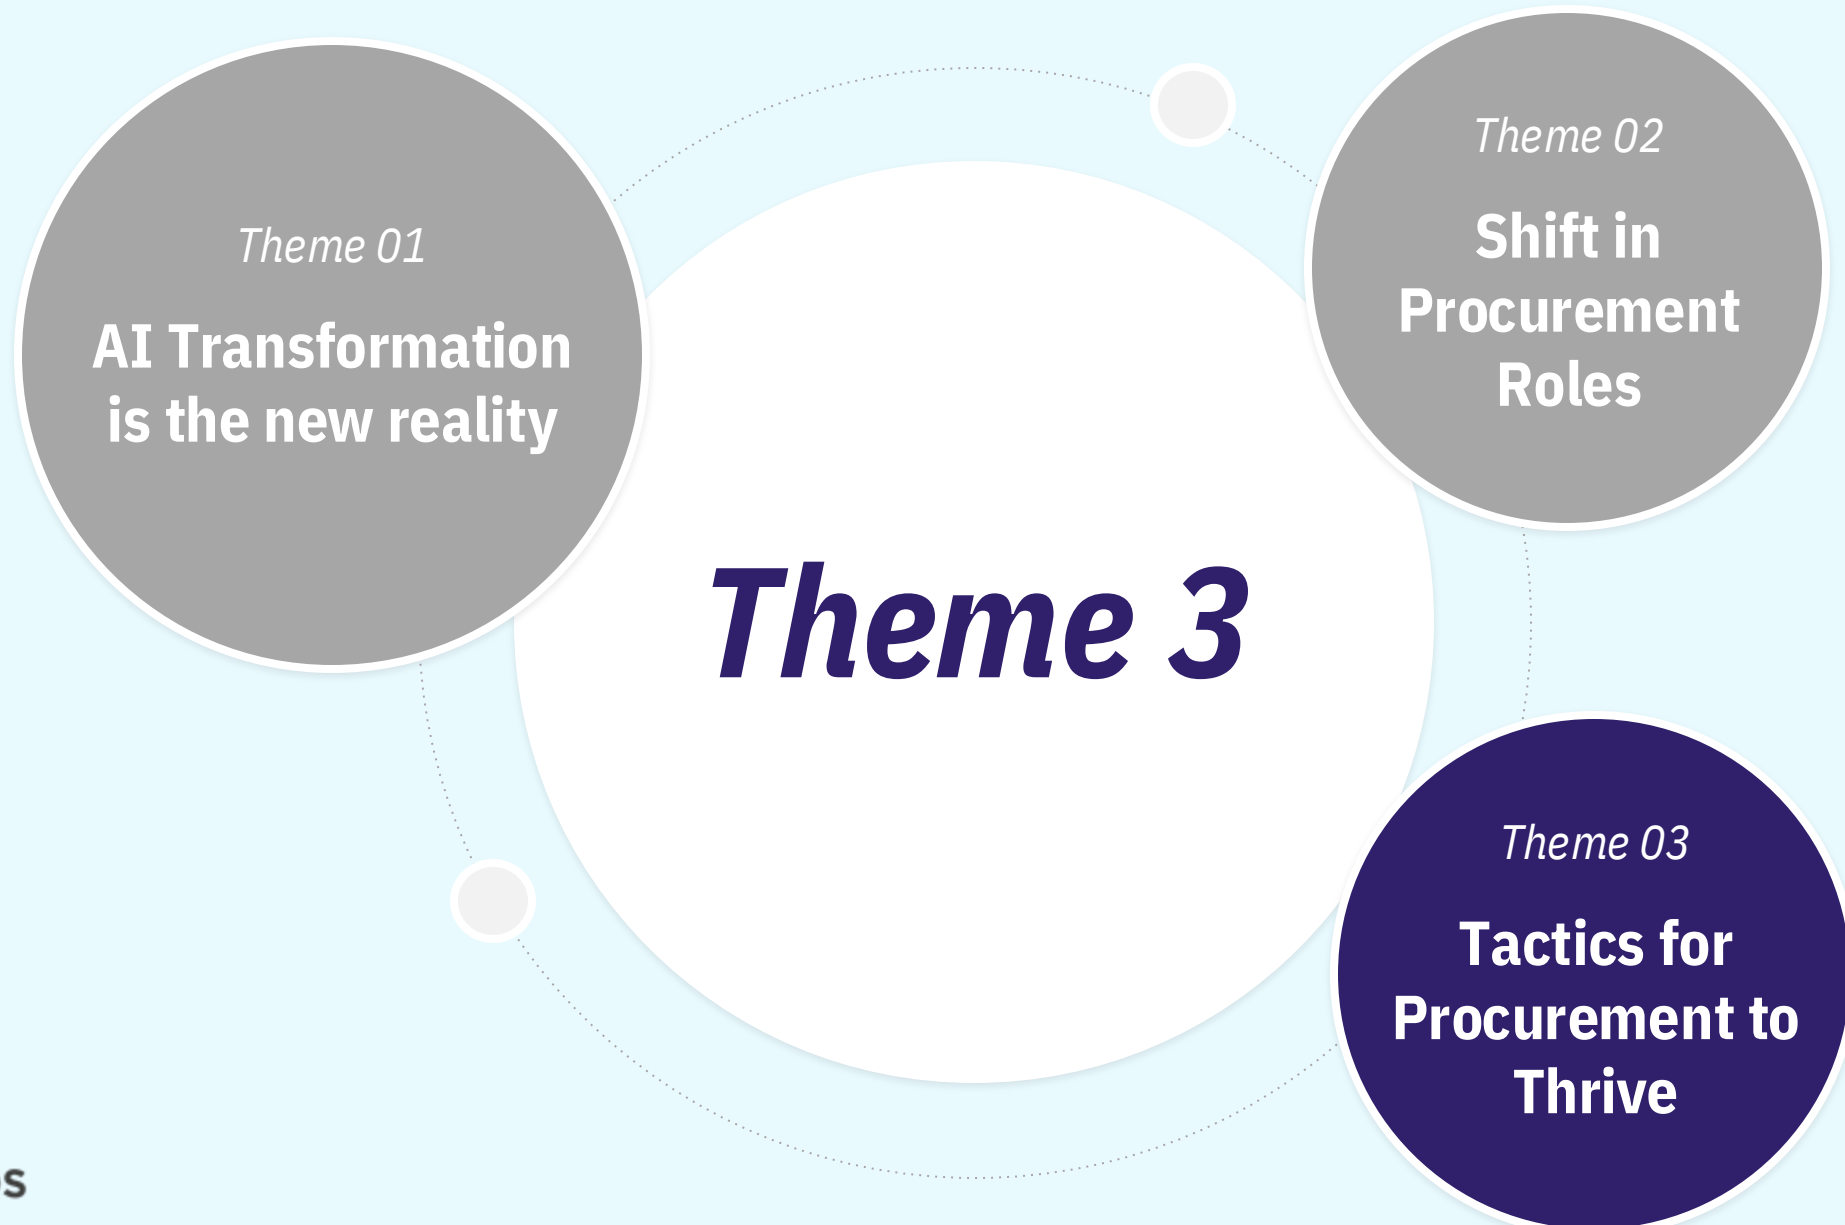 Theme 01
AI Transformation
is the new reality
Theme 02
Shift in
Procurement
Roles
Theme 3
Theme 03
Tactics for
Procurement to
Thrive